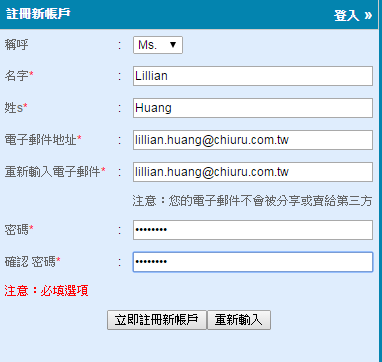 註冊新帳戶 登入 »
稱呼 : Ms. ▼
名字* : Lillian
姓s* : Huang
電子郵件地址* : lillian.huang@chiuru.com.tw
重新輸入電子郵件* : lillian.huang@chiuru.com.tw
注意：您的電子郵件不會被分享或賣給第三方
密碼* : ••••••••
確認 密碼* : ••••••••
注意：必填選項
立即註冊新帳戶 重新輸入